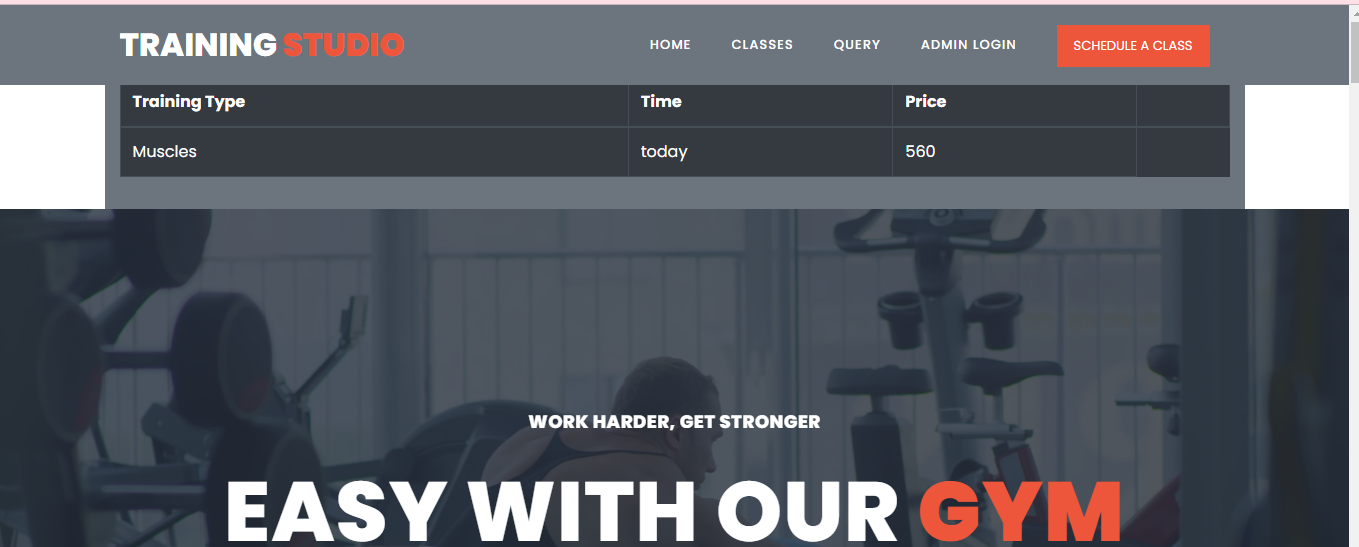 TRAINING STUDIO
HOME CLASSES QUERY ADMIN LOGIN SCHEDULE A CLASS
Training Type Time Price
Muscles today 560
WORK HARDER, GET STRONGER
EASY WITH OUR GYM